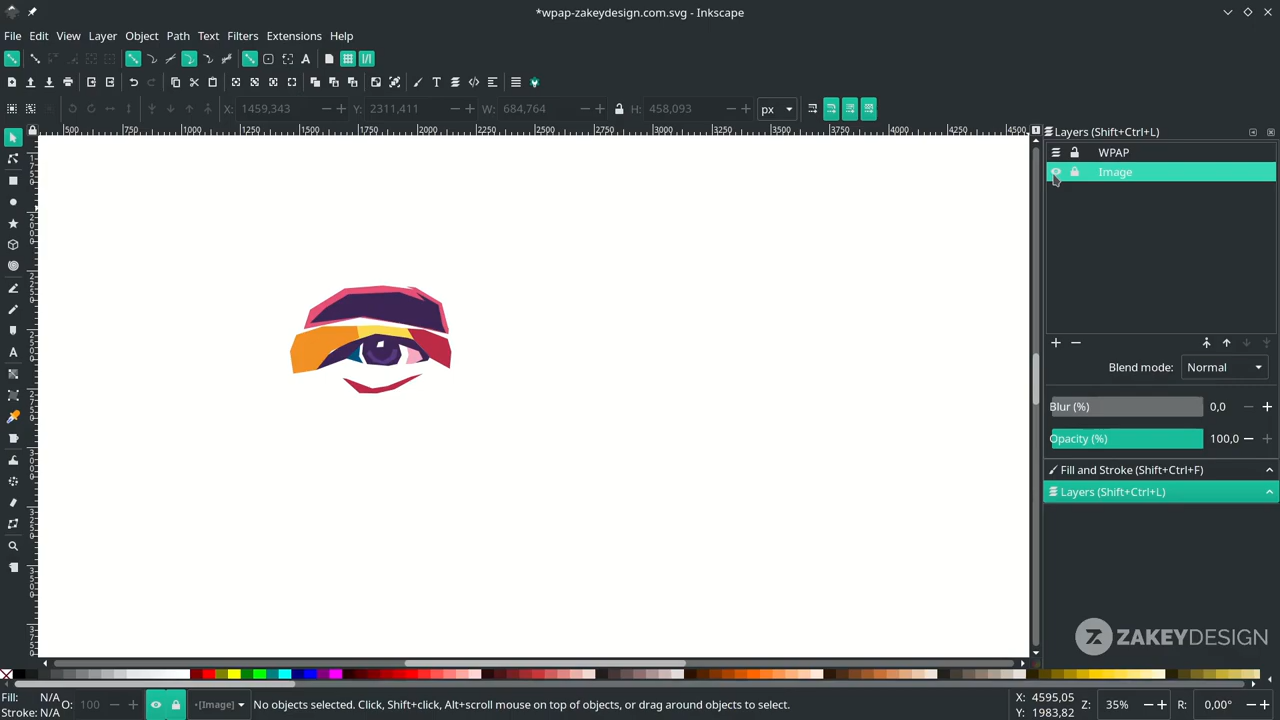 *wpap-zakeydesign.com.svg - Inkscape
File Edit View Layer Object Path Text Filters Extensions Help
X: 1459,343 Y: 2311,411 W: 684,764 H: 458,093 px
500 750 1000 1250 1500 1750 2000 2250 2500 2750 3000 3250 3500 3750 4000 4250 4500
Layers (Shift+Ctrl+L)
WPAP
Image
Blend mode: Normal
Blur (%) 0,0
Opacity (%) 100,0
Fill and Stroke (Shift+Ctrl+F)
Layers (Shift+Ctrl+L)
ZAKEYDESIGN
Fill: N/A
Stroke: N/A
O: 100
[Image]
No objects selected. Click, Shift+click, Alt+scroll mouse on top of objects, or drag around objects to select.
X: 4595,05
Y: 1983,82
Z: 35%
R: 0,00°